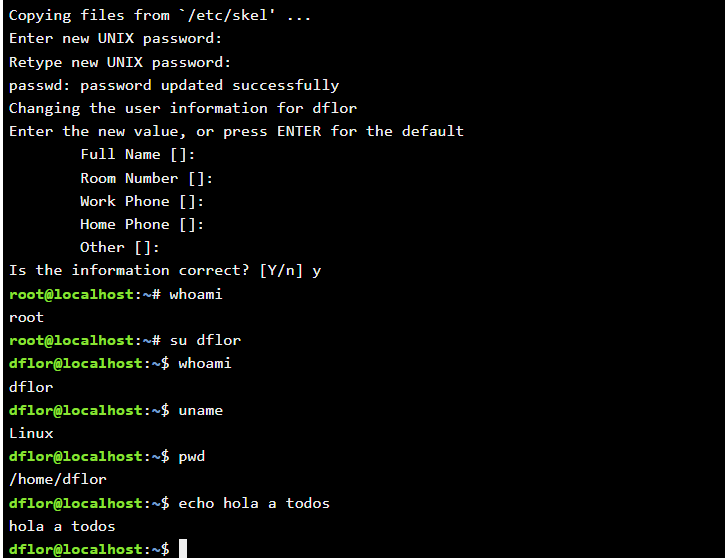 Copying files from `/etc/skel' ...
Enter new UNIX password:
Retype new UNIX password:
passwd: password updated successfully
Changing the user information for dflor
Enter the new value, or press ENTER for the default
        Full Name []:
        Room Number []:
        Work Phone []:
        Home Phone []:
        Other []:
Is the information correct? [Y/n] y
root@localhost:~# whoami
root
root@localhost:~# su dflor
dflor@localhost:~$ whoami
dflor
dflor@localhost:~$ uname
Linux
dflor@localhost:~$ pwd
/home/dflor
dflor@localhost:~$ echo hola a todos
hola a todos
dflor@localhost:~$